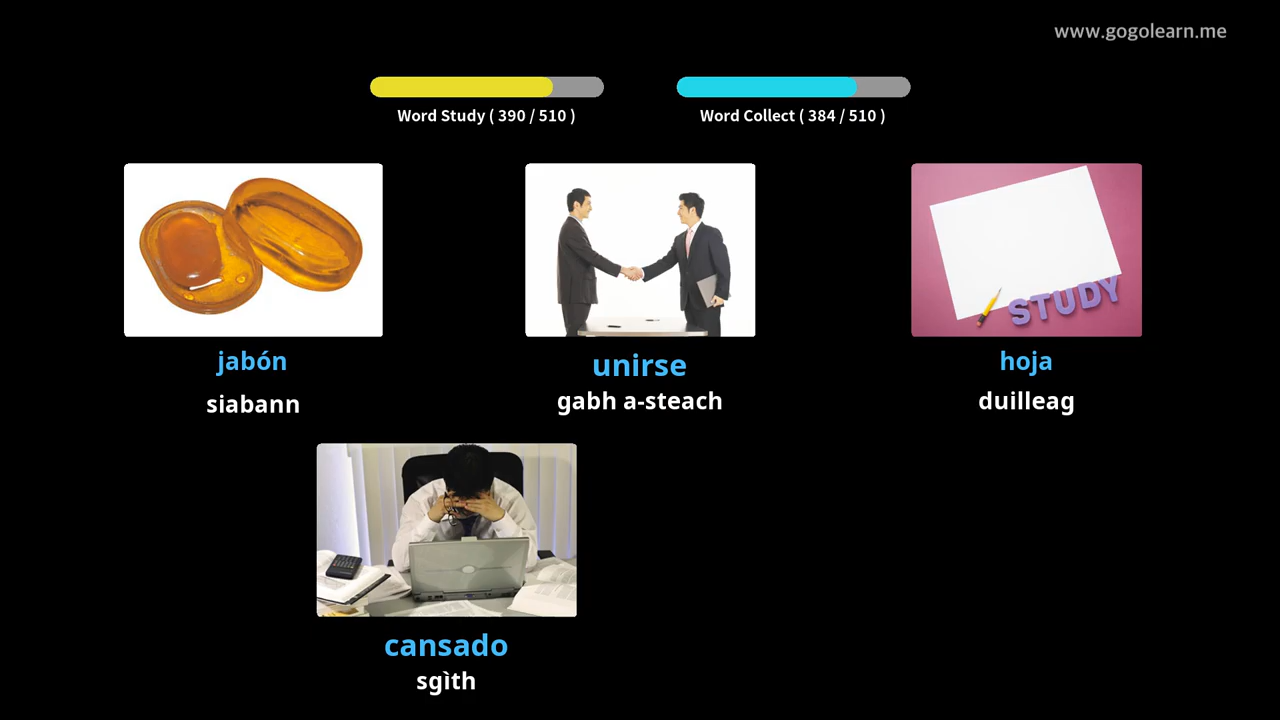 www.gogolearn.me
Word Study ( 390 / 510 )
Word Collect ( 384 / 510 )
STUDY
jabón
siabann
unirse
gabh a-steach
hoja
duilleag
cansado
sgìth